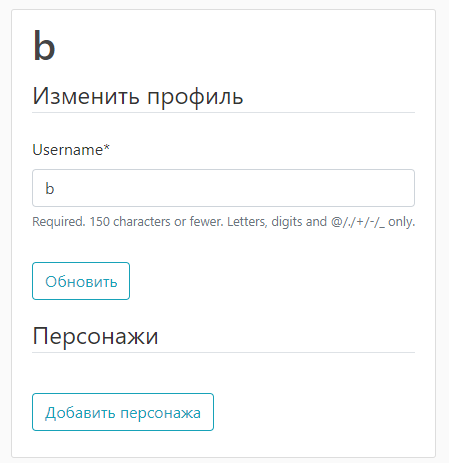 b
Изменить профиль
Username*
b
Required. 150 characters or fewer. Letters, digits and @/./+/-/_ only.
Обновить
Персонажи
Добавить персонажа